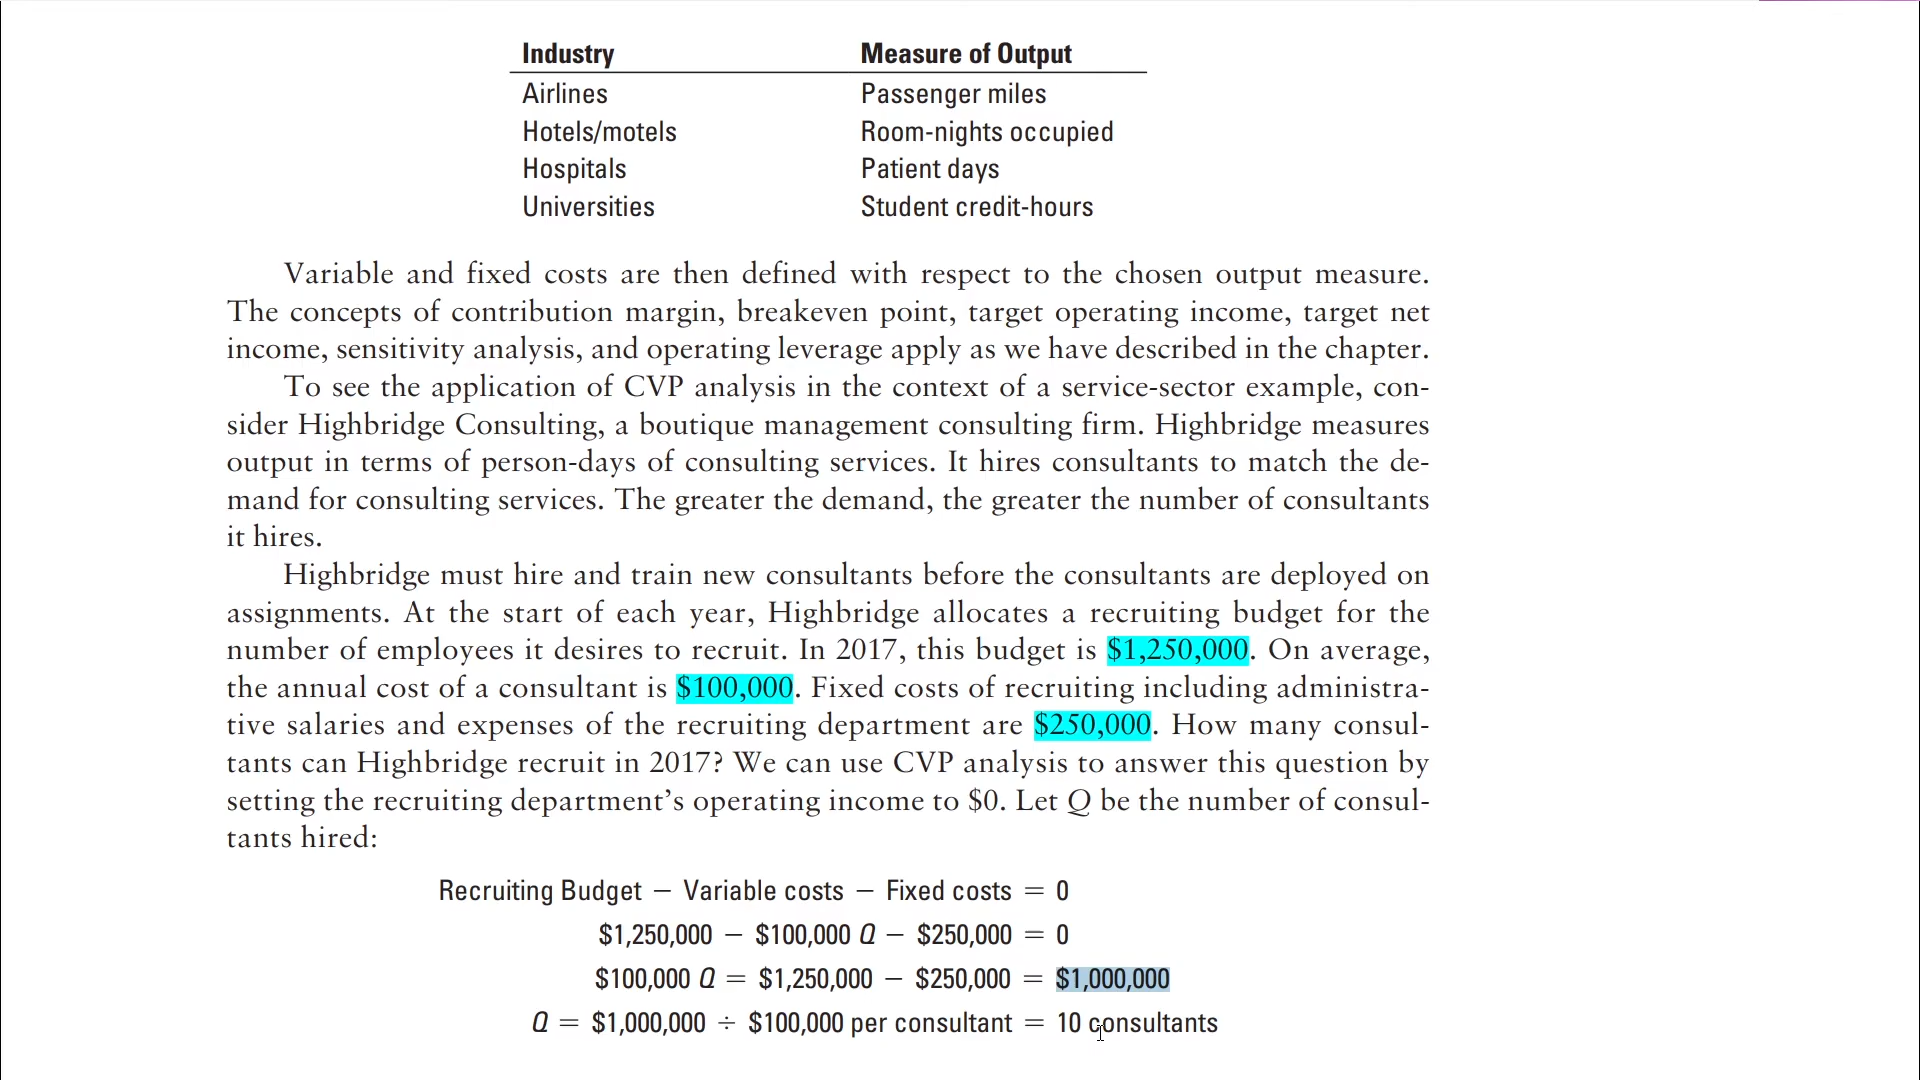 Industry Measure of Output
Airlines Passenger miles
Hotels/motels Room-nights occupied
Hospitals Patient days
Universities Student credit-hours
Variable and fixed costs are then defined with respect to the chosen output measure.
The concepts of contribution margin, breakeven point, target operating income, target net
income, sensitivity analysis, and operating leverage apply as we have described in the chapter.
To see the application of CVP analysis in the context of a service-sector example, con-
sider Highbridge Consulting, a boutique management consulting firm. Highbridge measures
output in terms of person-days of consulting services. It hires consultants to match the de-
mand for consulting services. The greater the demand, the greater the number of consultants
it hires.
Highbridge must hire and train new consultants before the consultants are deployed on
assignments. At the start of each year, Highbridge allocates a recruiting budget for the
number of employees it desires to recruit. In 2017, this budget is $1,250,000. On average,
the annual cost of a consultant is $100,000. Fixed costs of recruiting including administra-
tive salaries and expenses of the recruiting department are $250,000. How many consul-
tants can Highbridge recruit in 2017? We can use CVP analysis to answer this question by
setting the recruiting department’s operating income to $0. Let Q be the number of consul-
tants hired:
Recruiting Budget − Variable costs − Fixed costs = 0
$1,250,000 − $100,000 Q − $250,000 = 0
$100,000 Q = $1,250,000 − $250,000 = $1,000,000
Q = $1,000,000 ÷ $100,000 per consultant = 10 consultants